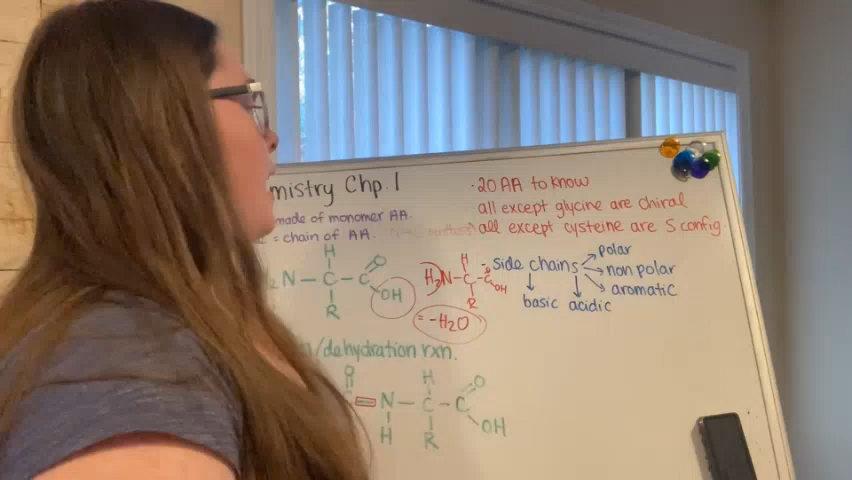 mistry Chp. 1
made of monomer AA.
= chain of AA.
· 20 AA to know
all except glycine are chiral
· all except cysteine are S config.
- side chains
polar
non polar
aromatic
basic acidic
H
2 N - C - C
O
OH
R
H
H2N - C - C
O
OH
R
= -H2O
/dehydration rxn.
O
H
O
N - C - C
H
R
OH